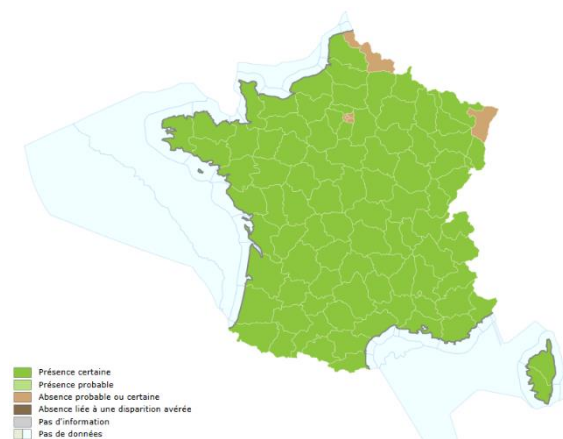 Présence certaine
Présence probable
Absence probable ou certaine
Absence liée à une disparition avérée
Pas d'information
Pas de données